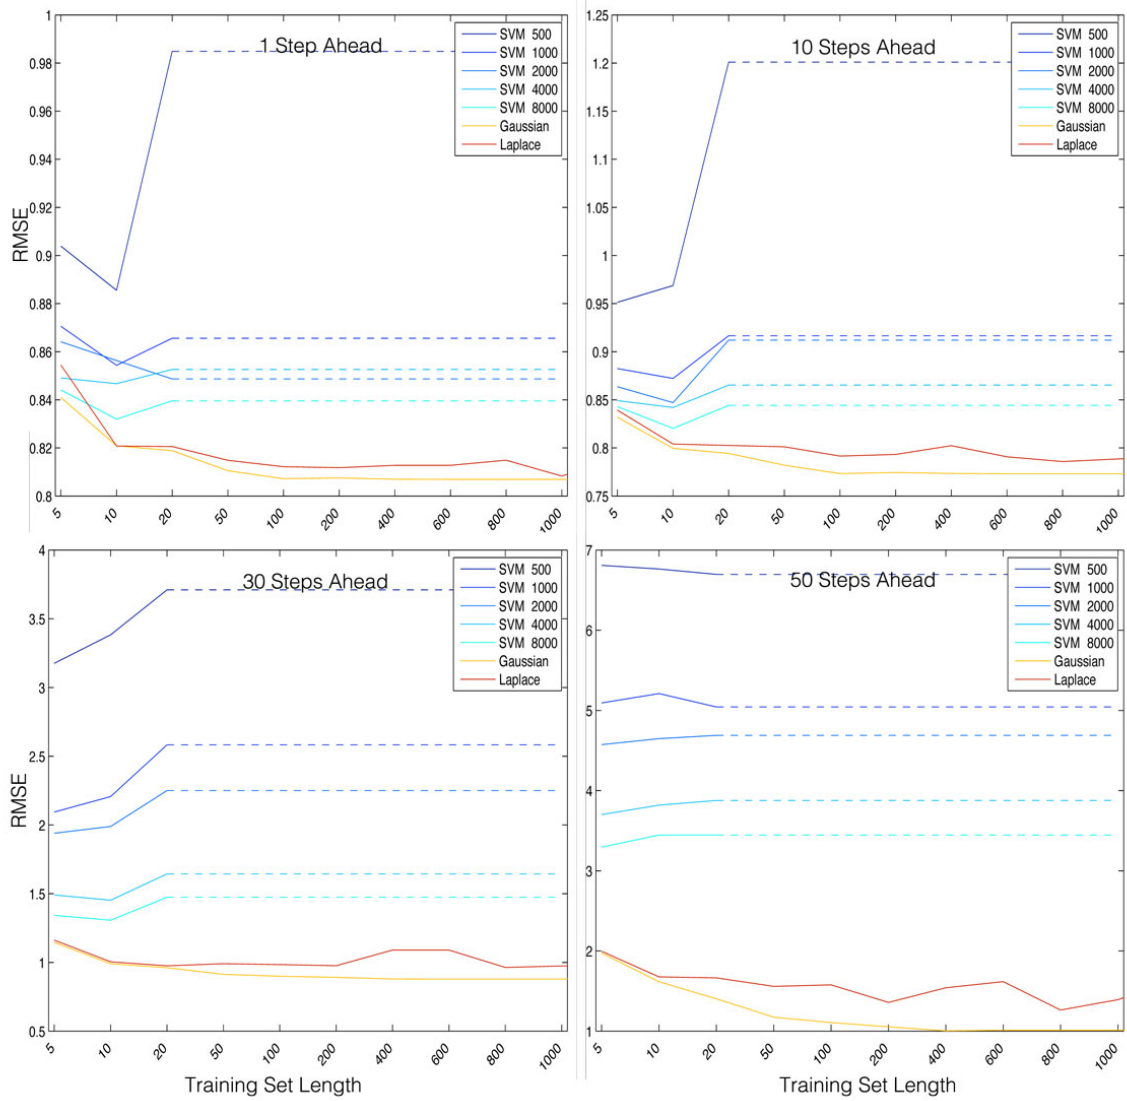 1 Step Ahead
RMSE
1
0.98
0.96
0.94
0.92
0.9
0.88
0.86
0.84
0.82
0.8
5
10
20
50
100
200
400
600
800
1000
SVM 500
SVM 1000
SVM 2000
SVM 4000
SVM 8000
Gaussian
Laplace
10 Steps Ahead
1.25
1.2
1.15
1.1
1.05
1
0.95
0.9
0.85
0.8
0.75
5
10
20
50
100
200
400
600
800
1000
SVM 500
SVM 1000
SVM 2000
SVM 4000
SVM 8000
Gaussian
Laplace
30 Steps Ahead
RMSE
4
3.5
3
2.5
2
1.5
1
0.5
5
10
20
50
100
200
400
600
800
1000
Training Set Length
SVM 500
SVM 1000
SVM 2000
SVM 4000
SVM 8000
Gaussian
Laplace
50 Steps Ahead
7
6
5
4
3
2
1
5
10
20
50
100
200
400
600
800
1000
Training Set Length
SVM 500
SVM 1000
SVM 2000
SVM 4000
SVM 8000
Gaussian
Laplace